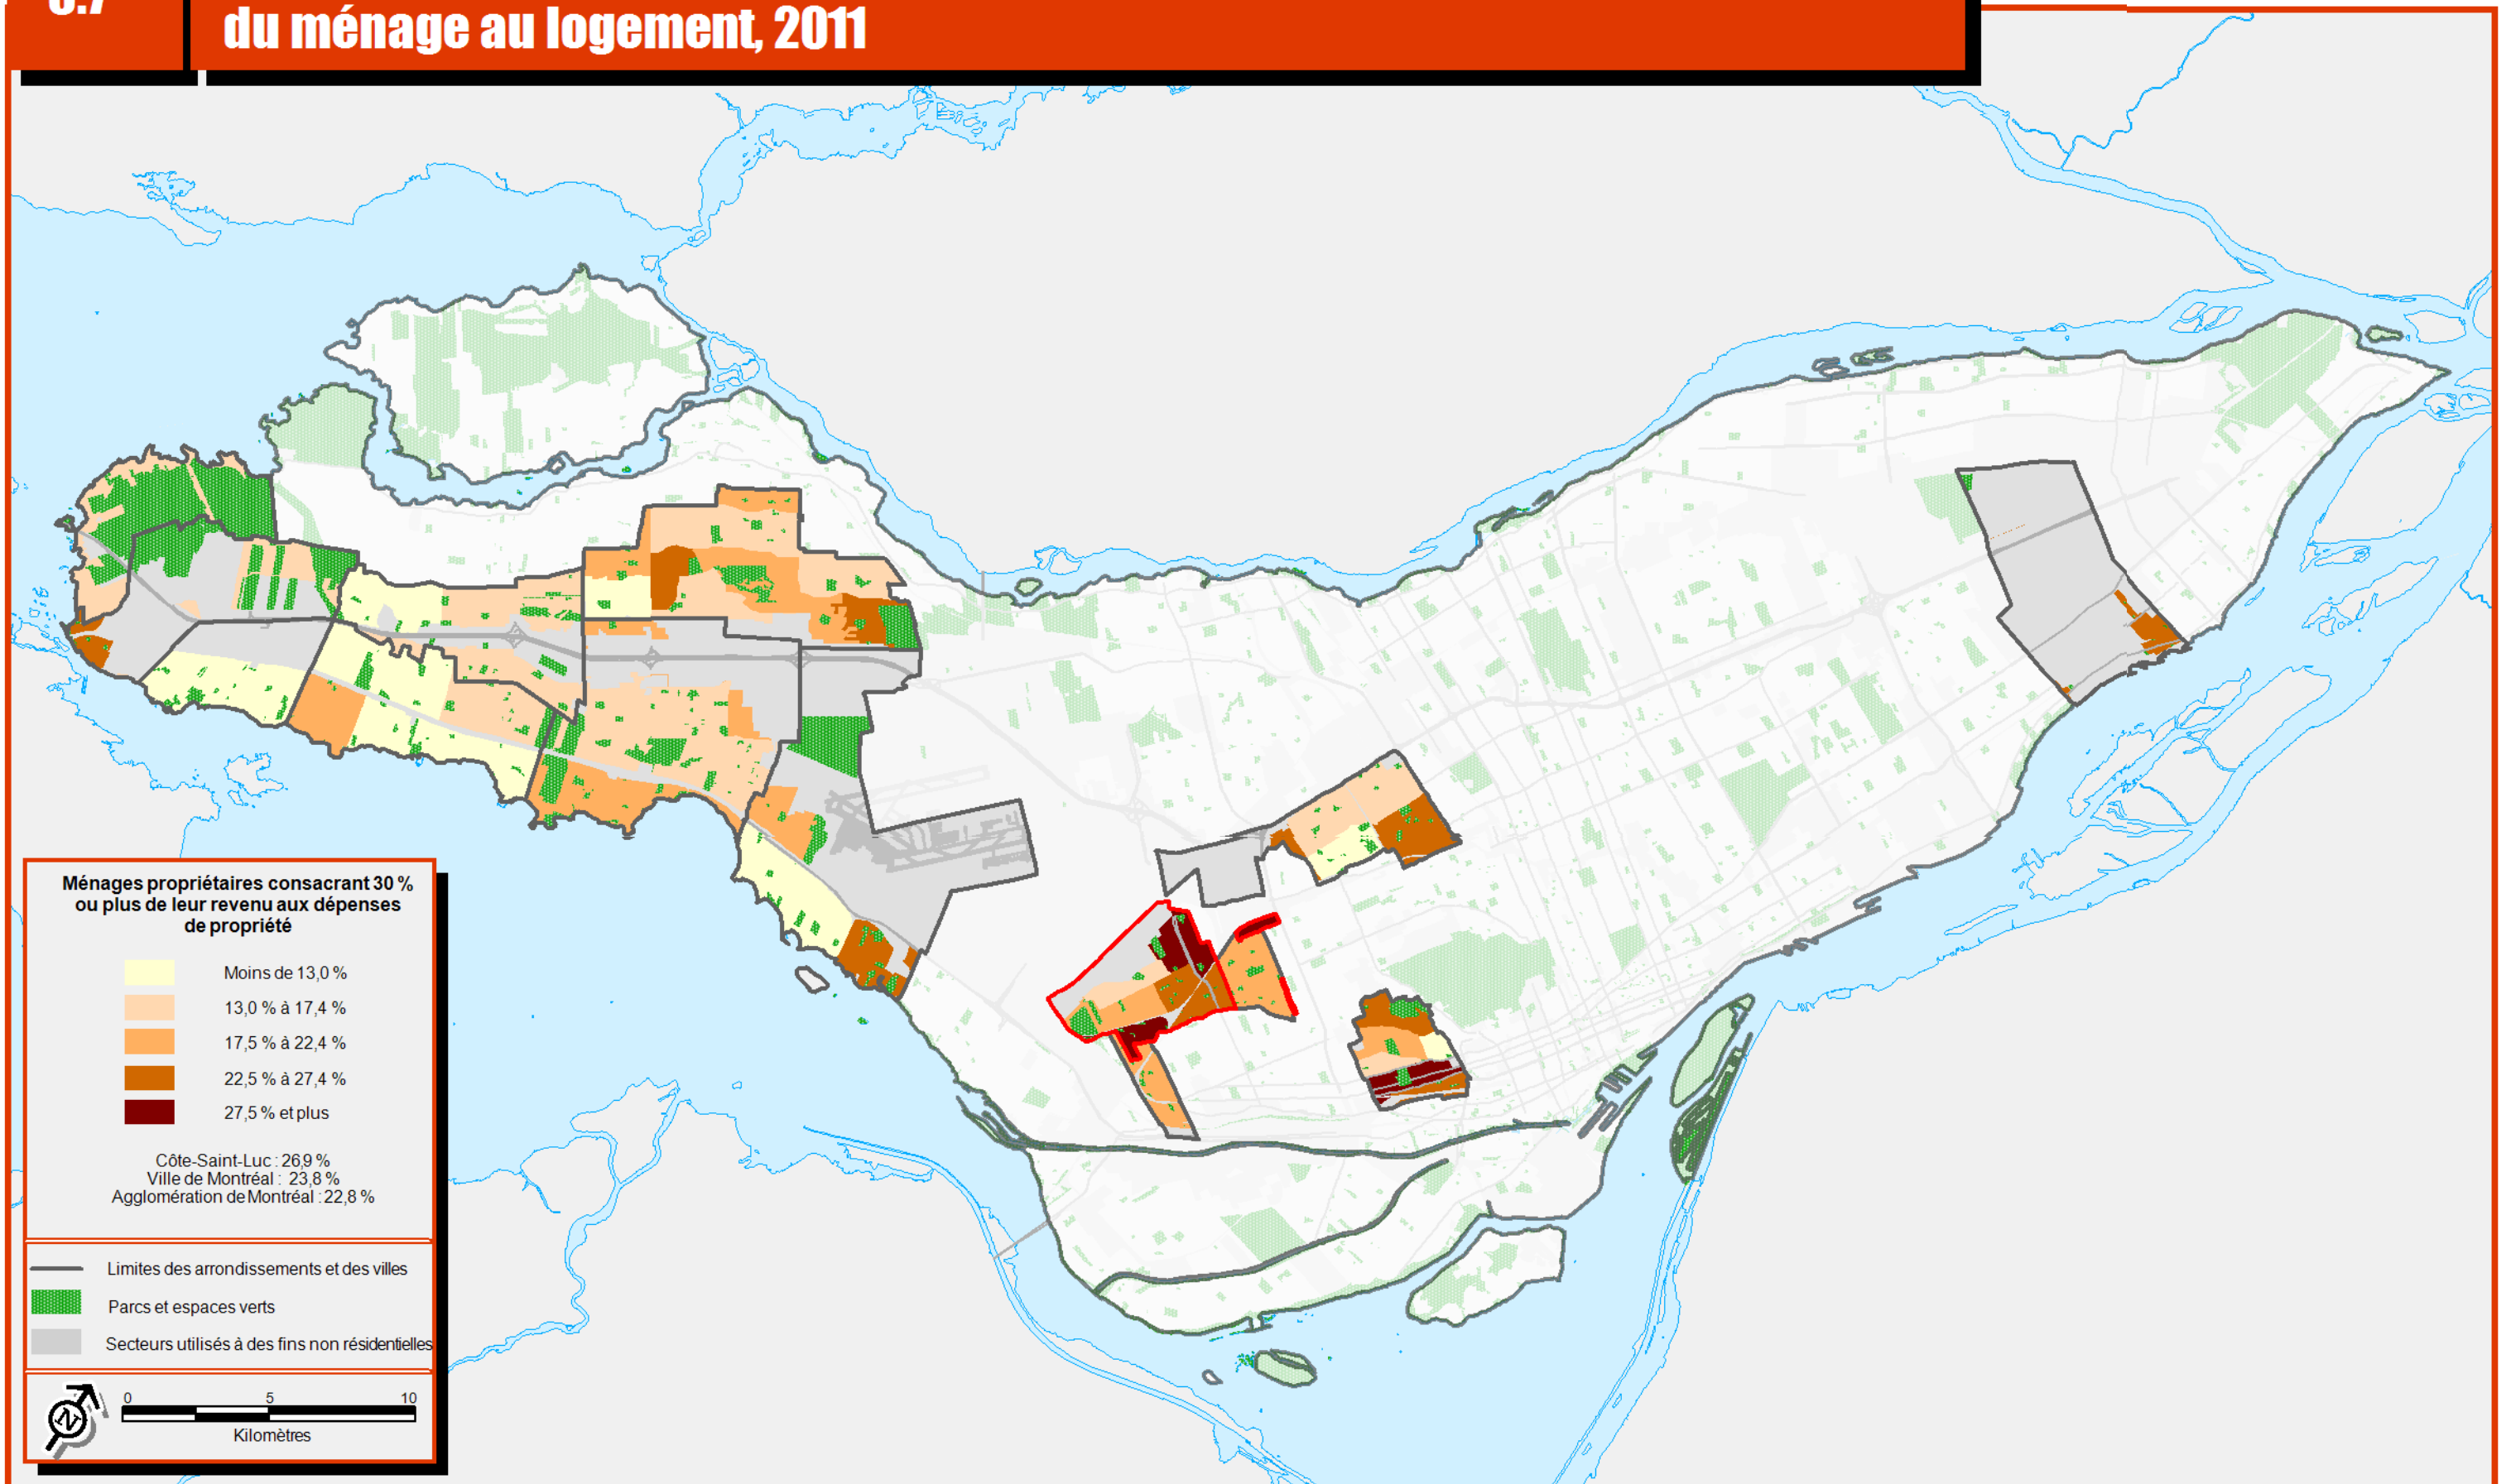 du ménage au logement, 2011
Ménages propriétaires consacrant 30 %
ou plus de leur revenu aux dépenses
de propriété
Moins de 13,0 %
13,0 % à 17,4 %
17,5 % à 22,4 %
22,5 % à 27,4 %
27,5 % et plus
Côte-Saint-Luc : 26,9 %
Ville de Montréal : 23,8 %
Agglomération de Montréal : 22,8 %
Limites des arrondissements et des villes
Parcs et espaces verts
Secteurs utilisés à des fins non résidentielles
N
0 5 10
Kilomètres